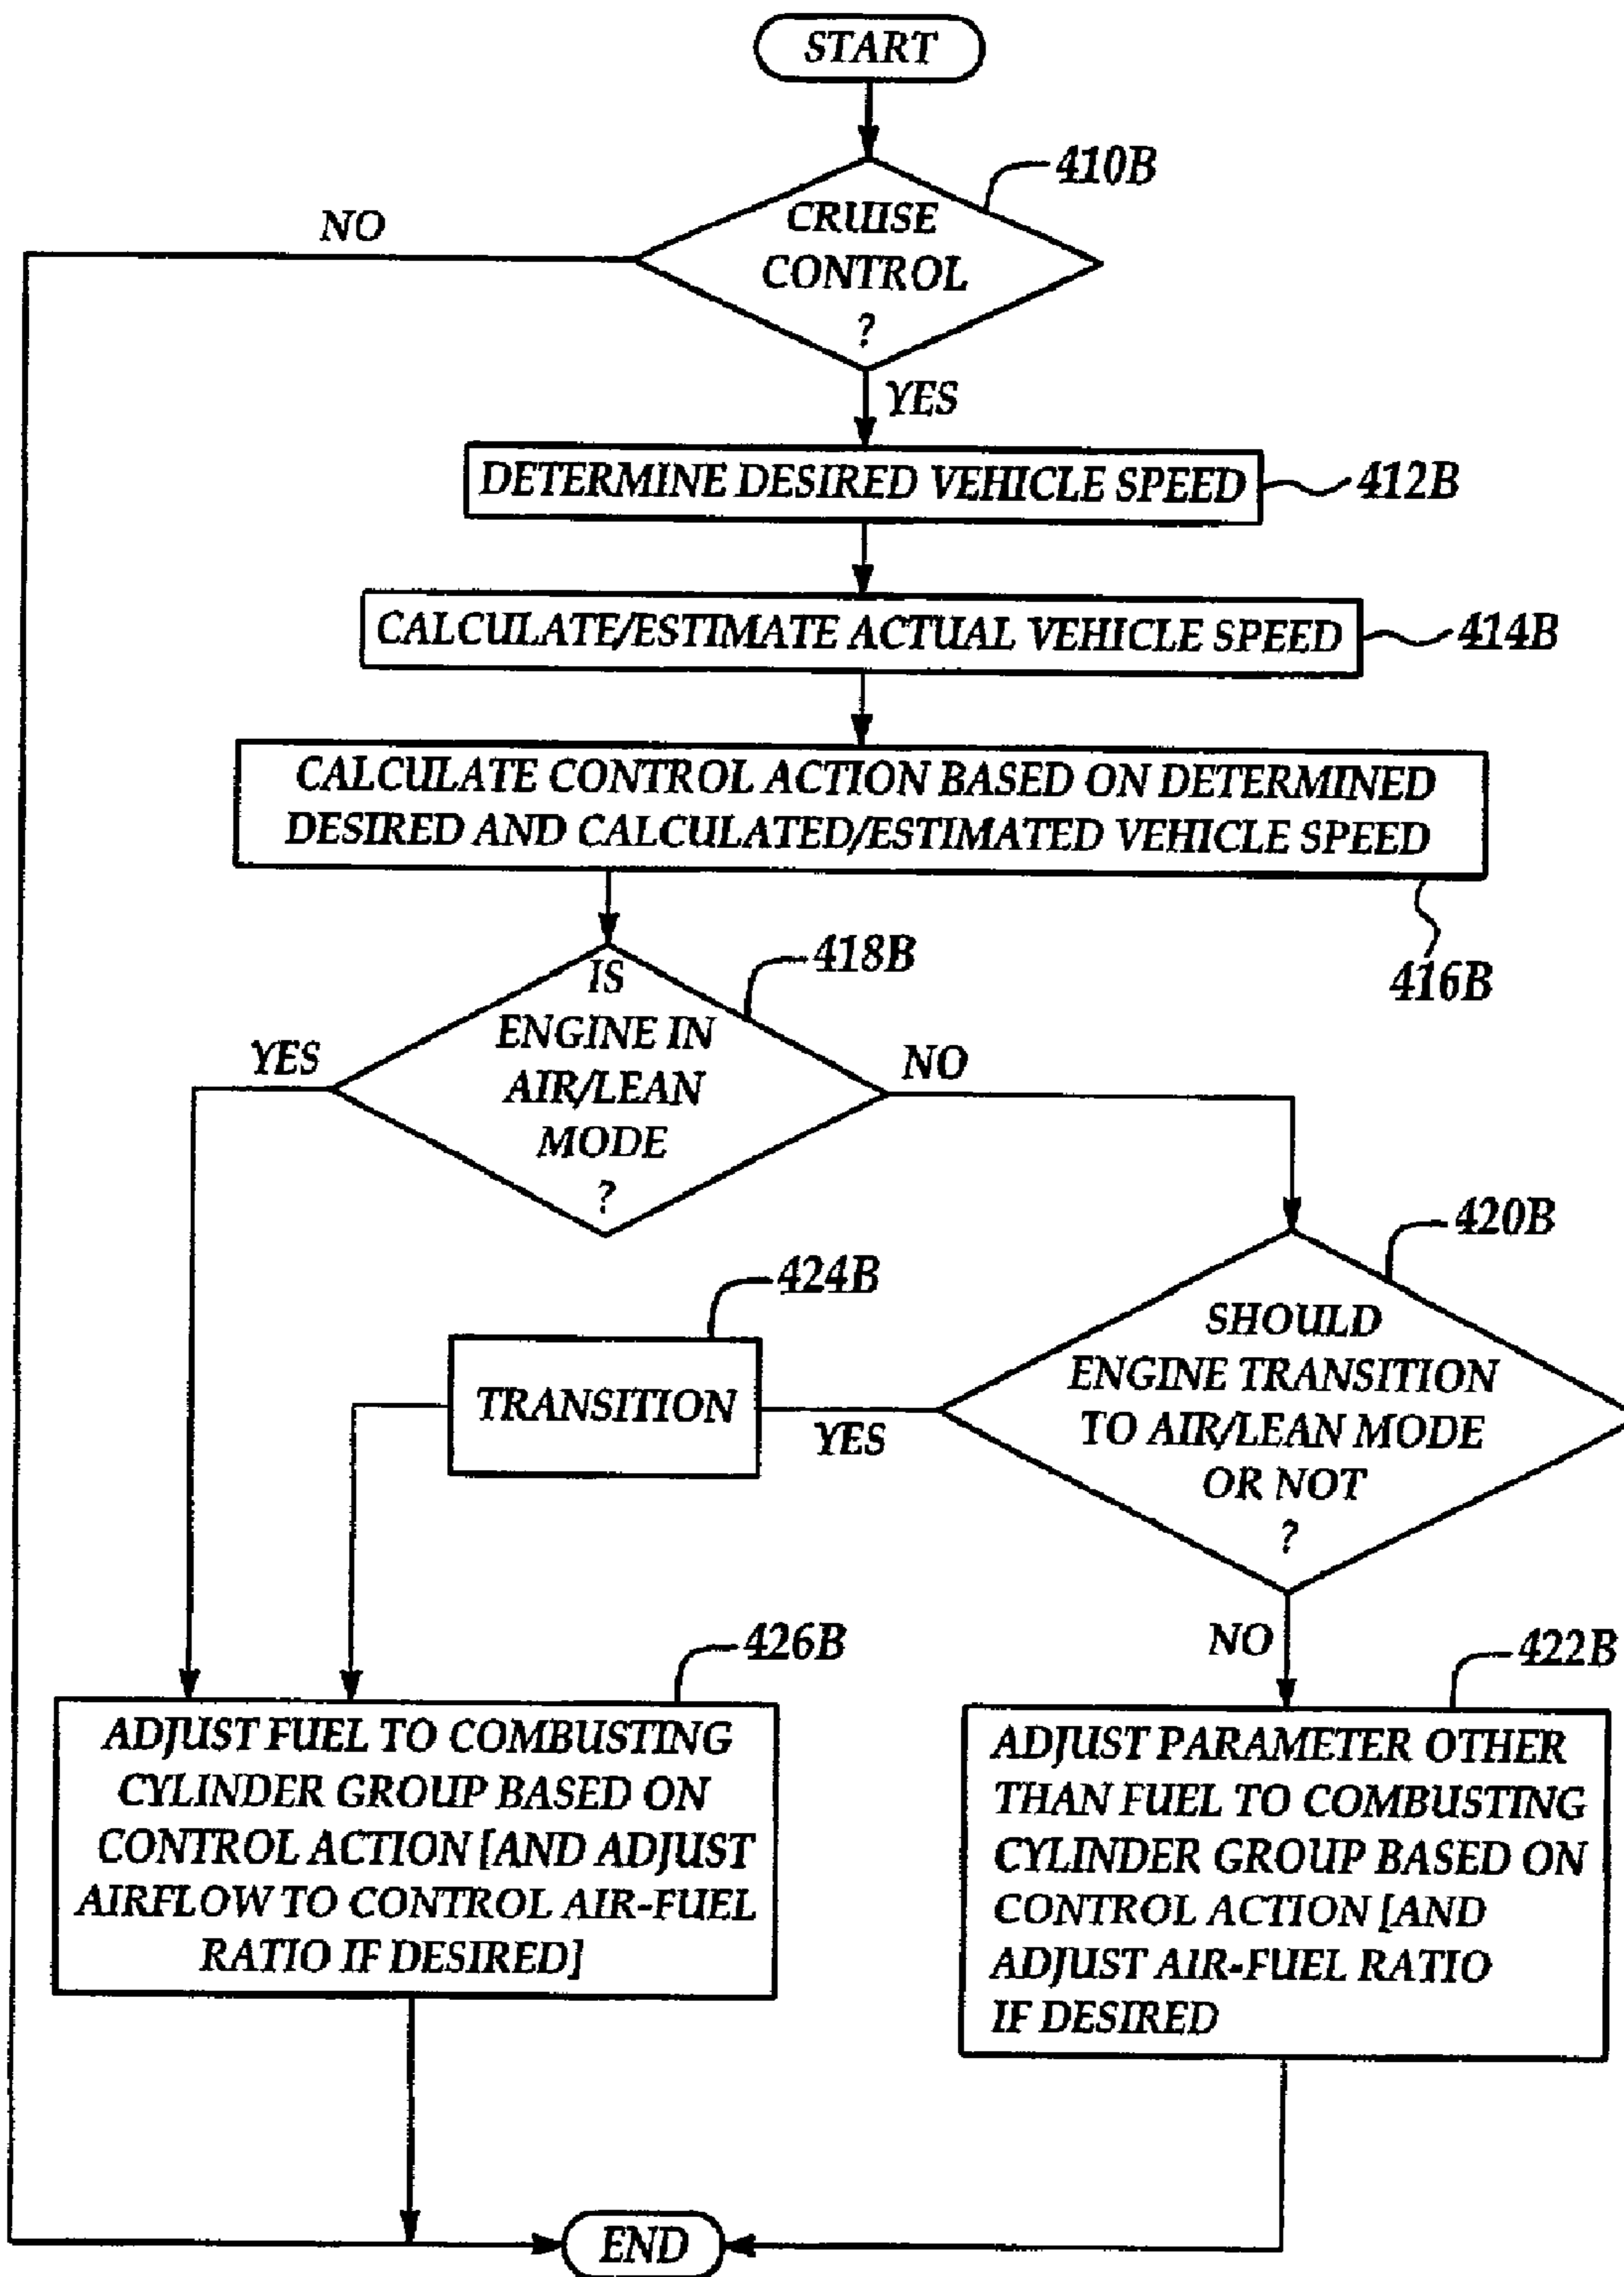 START
410B
CRUISE
CONTROL
?
NO
YES
DETERMINE DESIRED VEHICLE SPEED
412B
CALCULATE/ESTIMATE ACTUAL VEHICLE SPEED
414B
CALCULATE CONTROL ACTION BASED ON DETERMINED
DESIRED AND CALCULATED/ESTIMATED VEHICLE SPEED
416B
418B
IS
ENGINE IN
AIR/LEAN
MODE
?
YES
NO
420B
SHOULD
ENGINE TRANSITION
TO AIR/LEAN MODE
OR NOT
?
424B
TRANSITION
YES
NO
426B
ADJUST FUEL TO COMBUSTING
CYLINDER GROUP BASED ON
CONTROL ACTION [AND ADJUST
AIRFLOW TO CONTROL AIR-FUEL
RATIO IF DESIRED]
422B
ADJUST PARAMETER OTHER
THAN FUEL TO COMBUSTING
CYLINDER GROUP BASED ON
CONTROL ACTION [AND
ADJUST AIR-FUEL RATIO
IF DESIRED
END